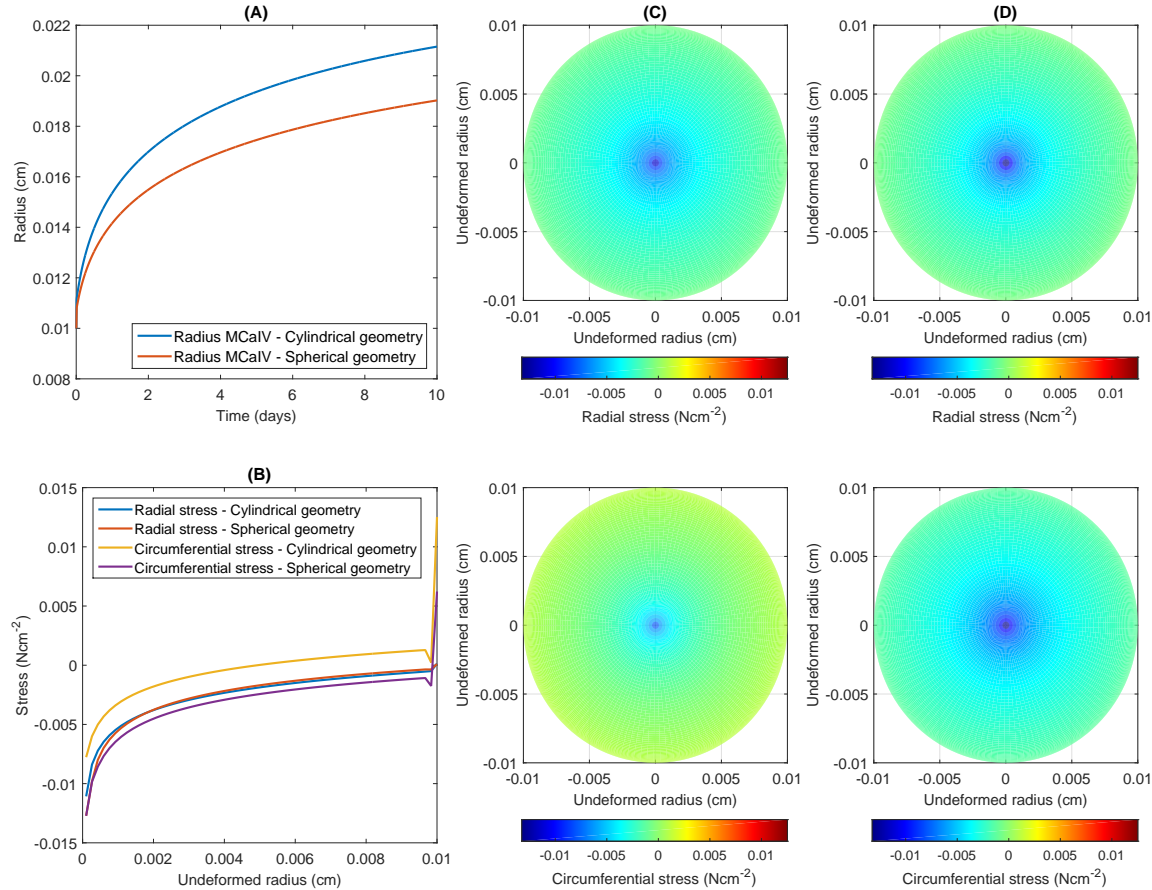 (A)
0.022
0.02
0.018
0.016
0.014
0.012
0.01
0.008
Radius (cm)
Radius MCalV - Cylindrical geometry
Radius MCalV - Spherical geometry
0 2 4 6 8 10
Time (days)
(C)
0.01
0.005
0
-0.005
-0.01
Undeformed radius (cm)
-0.01 -0.005 0 0.005 0.01
Undeformed radius (cm)
-0.01 -0.005 0 0.005 0.01
Radial stress (Ncm-2)
(D)
0.01
0.005
0
-0.005
-0.01
Undeformed radius (cm)
-0.01 -0.005 0 0.005 0.01
Undeformed radius (cm)
-0.01 -0.005 0 0.005 0.01
Radial stress (Ncm-2)
(B)
0.015
0.01
0.005
0
-0.005
-0.01
-0.015
Stress (Ncm-2)
Radial stress - Cylindrical geometry
Radial stress - Spherical geometry
Circumferential stress - Cylindrical geometry
Circumferential stress - Spherical geometry
0 0.002 0.004 0.006 0.008 0.01
Undeformed radius (cm)
0.01
0.005
0
-0.005
-0.01
Undeformed radius (cm)
-0.01 -0.005 0 0.005 0.01
Undeformed radius (cm)
-0.01 -0.005 0 0.005 0.01
Circumferential stress (Ncm-2)
0.01
0.005
0
-0.005
-0.01
Undeformed radius (cm)
-0.01 -0.005 0 0.005 0.01
Undeformed radius (cm)
-0.01 -0.005 0 0.005 0.01
Circumferential stress (Ncm-2)